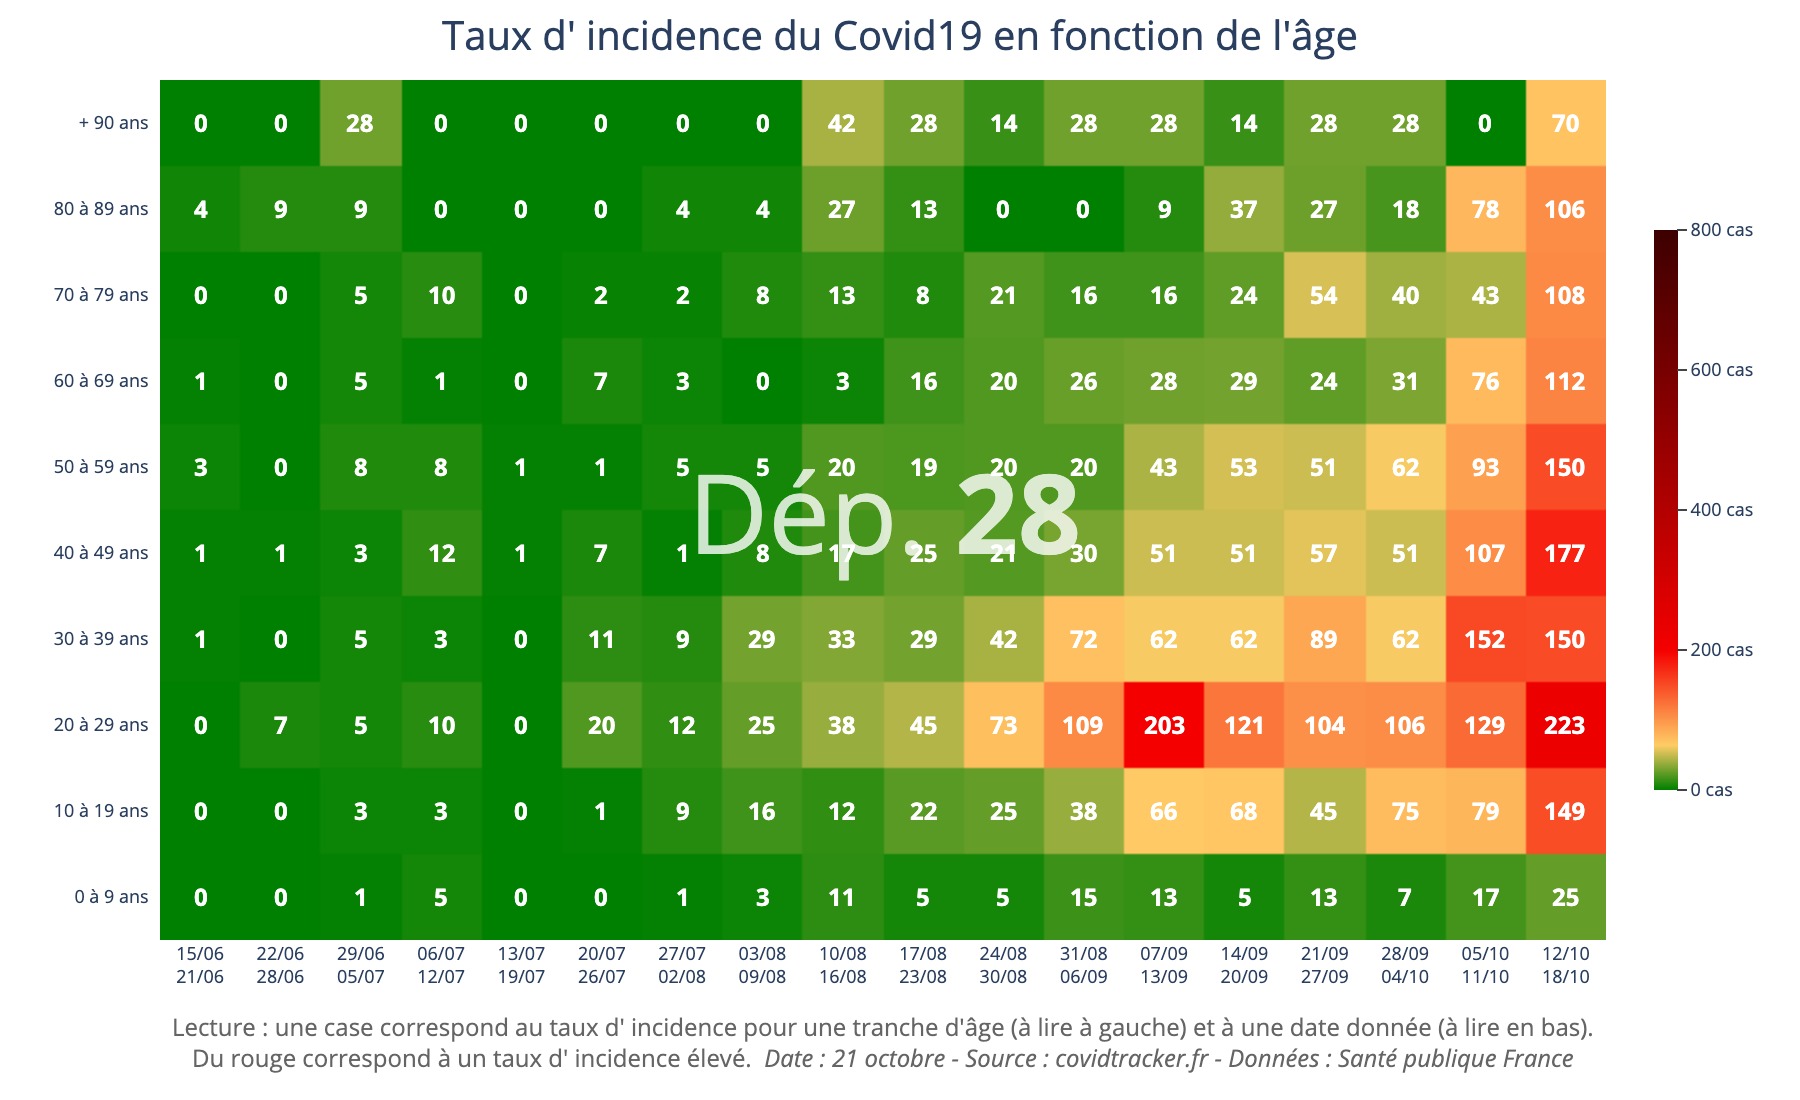 Taux d' incidence du Covid19 en fonction de l'âge
+ 90 ans 0 0 28 0 0 0 0 0 42 28 14 28 28 14 28 28 0 70
80 à 89 ans 4 9 9 0 0 0 4 4 27 13 0 0 9 37 27 18 78 106
70 à 79 ans 0 0 5 10 0 2 2 8 13 8 21 16 16 24 54 40 43 108
60 à 69 ans 1 0 5 1 0 7 3 0 3 16 20 26 28 29 24 31 76 112
50 à 59 ans 3 0 8 8 1 1 5 5 20 19 20 20 43 53 51 62 93 150
Dép. 28
40 à 49 ans 1 1 3 12 1 7 1 8 17 25 21 30 51 51 57 51 107 177
30 à 39 ans 1 0 5 3 0 11 9 29 33 29 42 72 62 62 89 62 152 150
20 à 29 ans 0 7 5 10 0 20 12 25 38 45 73 109 203 121 104 106 129 223
10 à 19 ans 0 0 3 3 0 1 9 16 12 22 25 38 66 68 45 75 79 149
0 à 9 ans 0 0 1 5 0 0 1 3 11 5 5 15 13 5 13 7 17 25
15/06 22/06 29/06 06/07 13/07 20/07 27/07 03/08 10/08 17/08 24/08 31/08 07/09 14/09 21/09 28/09 05/10 12/10
21/06 28/06 05/07 12/07 19/07 26/07 02/08 09/08 16/08 23/08 30/08 06/09 13/09 20/09 27/09 04/10 11/10 18/10
800 cas
600 cas
400 cas
200 cas
0 cas
Lecture : une case correspond au taux d' incidence pour une tranche d'âge (à lire à gauche) et à une date donnée (à lire en bas).
Du rouge correspond à un taux d' incidence élevé. Date : 21 octobre - Source : covidtracker.fr - Données : Santé publique France